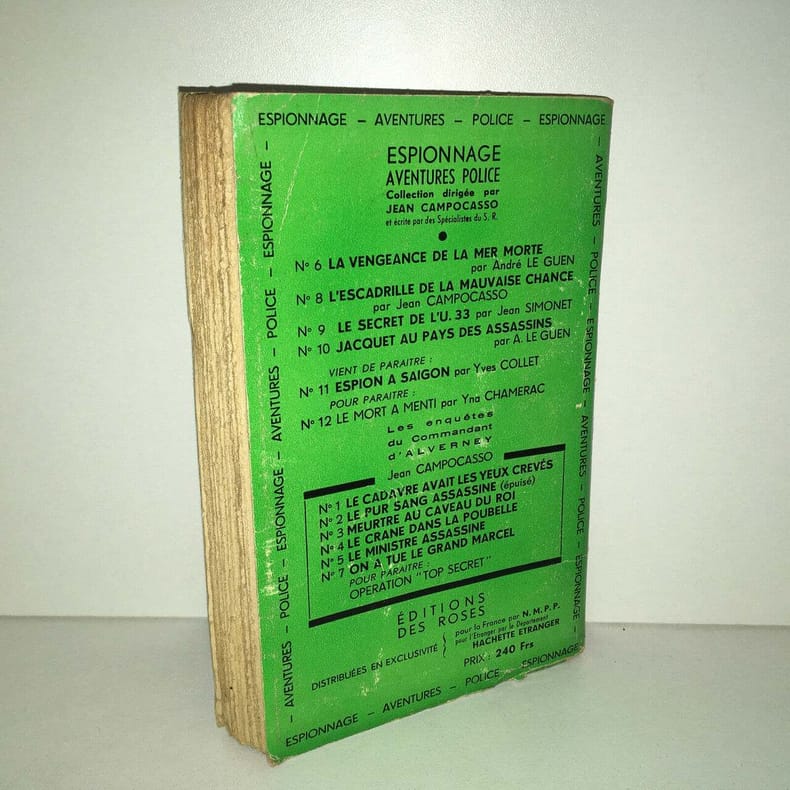 ESPIONNAGE – AVENTURES – POLICE – ESPIONNAGE –
AVENTURES – POLICE – ESPIONNAGE – AVENTURES – POLICE – ESPIONNAGE –
– AVENTURES – POLICE – ESPIONNAGE – AVENTURES – POLICE – ESPIONNAGE –
ESPIONNAGE
AVENTURES POLICE
Collection dirigée par
JEAN CAMPOCASSO
et écrite par des Spécialistes du S. R.
N° 6 LA VENGEANCE DE LA MER MORTE
par André LE GUEN
N° 8 L'ESCADRILLE DE LA MAUVAISE CHANCE
par Jean CAMPOCASSO
N° 9 LE SECRET DE L'U. 33 par Jean SIMONET
N° 10 JACQUET AU PAYS DES ASSASSINS
par A. LE GUEN
VIENT DE PARAITRE :
N° 11 ESPION A SAIGON par Yves COLLET
POUR PARAITRE :
N° 12 LE MORT A MENTI par Yna CHAMERAC
Les enquêtes
du Commandant
d'ALVERNEY
Jean CAMPOCASSO
N° 1 LE CADAVRE AVAIT LES YEUX CREVÉS
N° 2 LE PUR SANG ASSASSINE (épuisé)
N° 3 MEURTRE AU CAVEAU DU ROI
N° 4 LE CRANE DANS LA POUBELLE
N° 5 LE MINISTRE ASSASSINE
N° 7 ON A TUE LE GRAND MARCEL
POUR PARAITRE :
OPERATION "TOP SECRET"
ÉDITIONS
DES ROSES
DISTRIBUÉES EN EXCLUSIVITÉ
pour la France par N. M. P. P.
pour l'Etranger par le Departement
HACHETTE ETRANGER
PRIX : 240 Frs
ESPIONNAGE – AVENTURES – POLICE – ESPIONNAGE